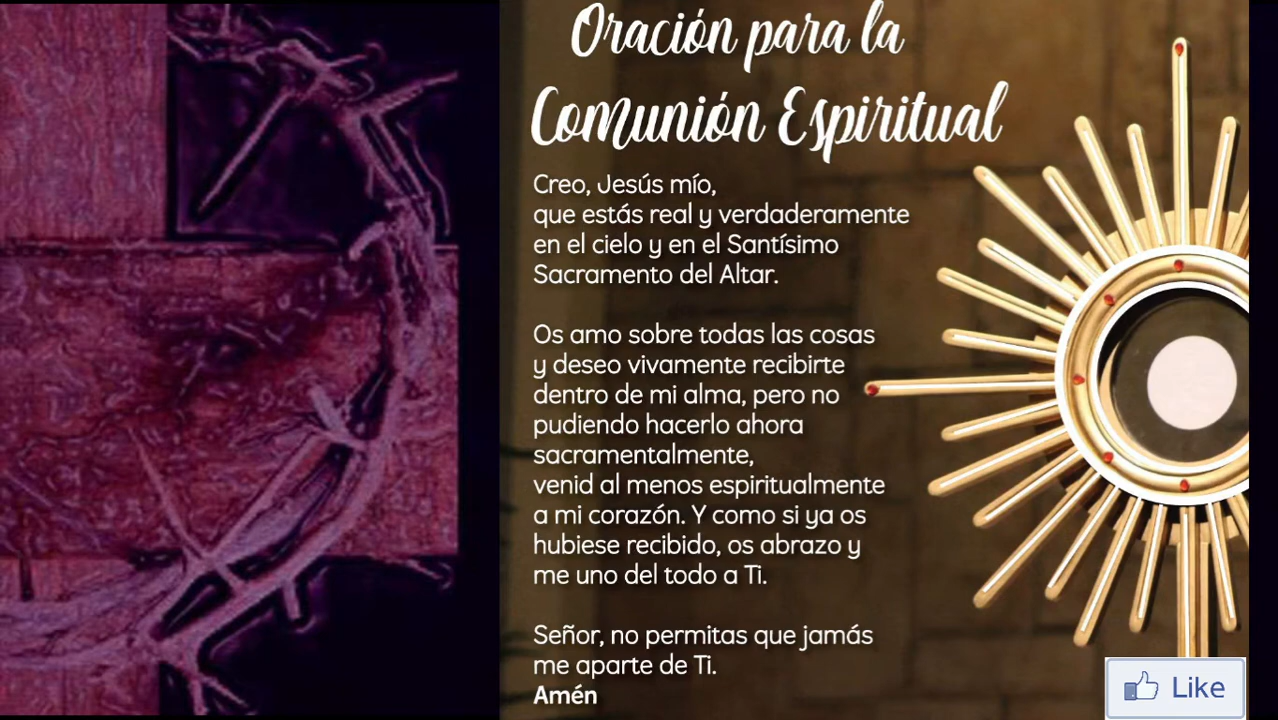 Oración para la
Comunión Espiritual
Creo, Jesús mío,
que estás real y verdaderamente
en el cielo y en el Santísimo
Sacramento del Altar.
Os amo sobre todas las cosas
y deseo vivamente recibirte
dentro de mi alma, pero no
pudiendo hacerlo ahora
sacramentalmente,
venid al menos espiritualmente
a mi corazón. Y como si ya os
hubiese recibido, os abrazo y
me uno del todo a Ti.
Señor, no permitas que jamás
me aparte de Ti.
Amén
Like